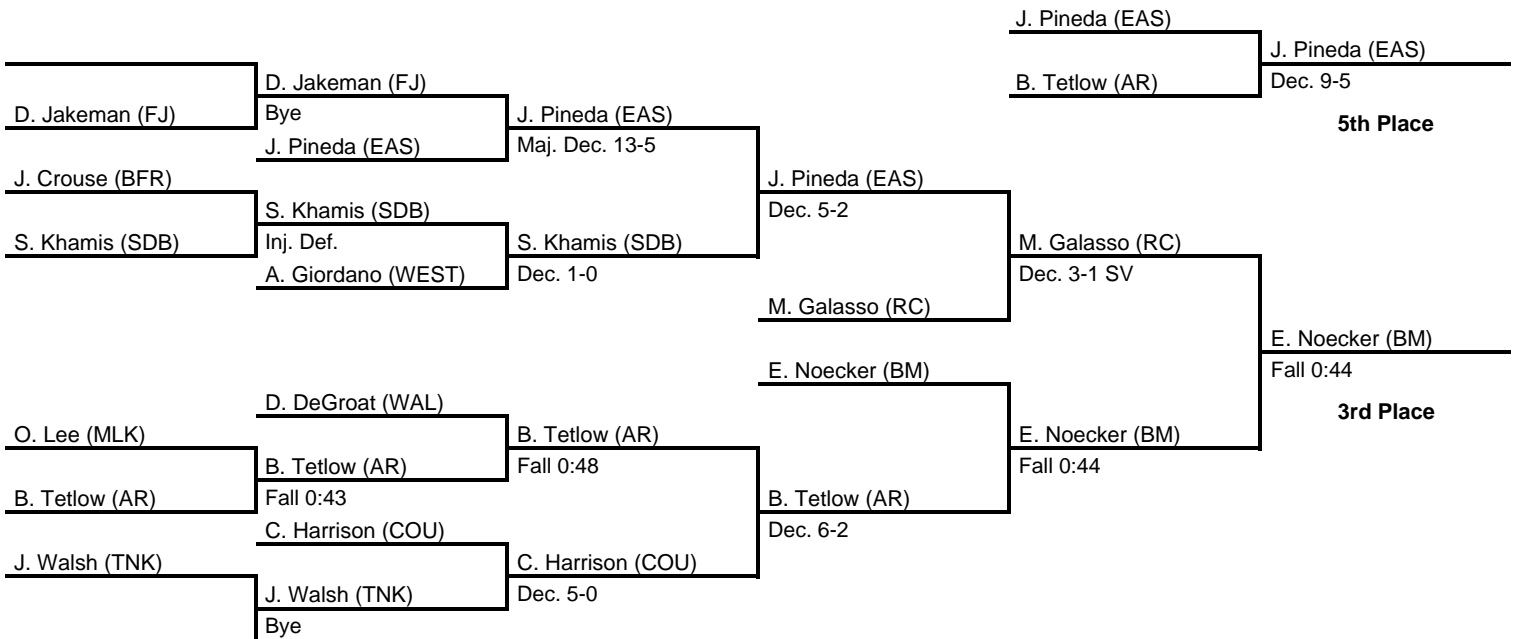 J. Pineda (EAS)
J. Pineda (EAS)
D. Jakeman (FJ)
B. Tetlow (AR)
Dec. 9-5
D. Jakeman (FJ)
Bye
J. Pineda (EAS)
5th Place
J. Pineda (EAS)
Maj. Dec. 13-5
J. Crouse (BFR)
J. Pineda (EAS)
S. Khamis (SDB)
Dec. 5-2
S. Khamis (SDB)
Inj. Def.
S. Khamis (SDB)
M. Galasso (RC)
A. Giordano (WEST)
Dec. 1-0
Dec. 3-1 SV
M. Galasso (RC)
E. Noecker (BM)
E. Noecker (BM)
Fall 0:44
D. DeGroat (WAL)
3rd Place
O. Lee (MLK)
B. Tetlow (AR)
E. Noecker (BM)
B. Tetlow (AR)
Fall 0:48
Fall 0:44
B. Tetlow (AR)
Fall 0:43
B. Tetlow (AR)
C. Harrison (COU)
Dec. 6-2
J. Walsh (TNK)
C. Harrison (COU)
J. Walsh (TNK)
Dec. 5-0
Bye